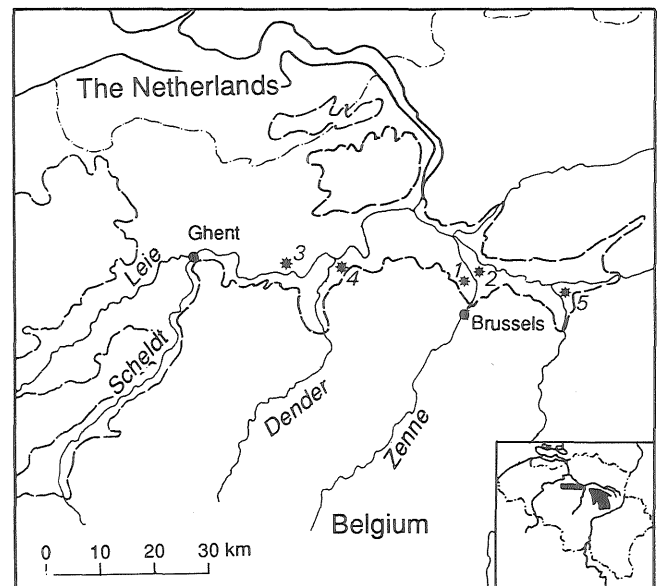 The Netherlands
Ghent
3
Leie
4
1
2
5
Brussels
Scheldt
Dender
Zenne
Belgium
0 10 20 30 km